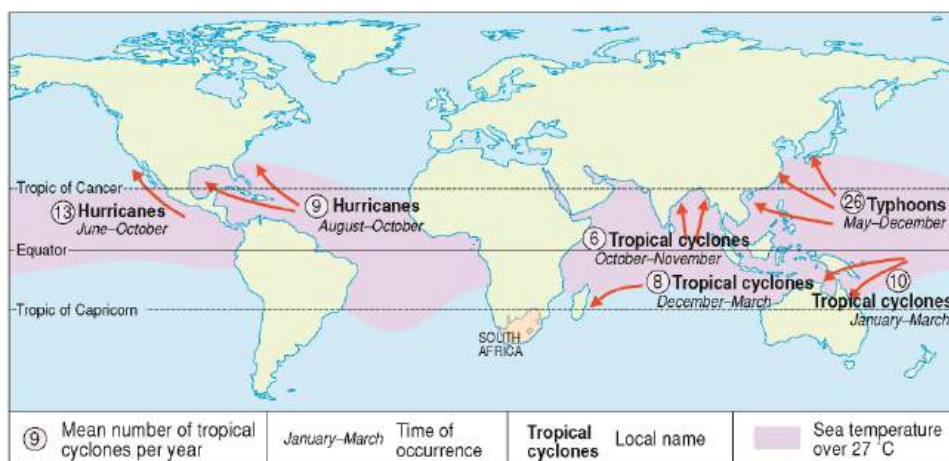 Tropic of Cancer
13 Hurricanes
June–October
9 Hurricanes
August–October
26 Typhoons
May–December
Equator
6 Tropical cyclones
October–November
8 Tropical cyclones
December–March
10
Tropical cyclones
January–March
Tropic of Capricorn
SOUTH
AFRICA
9 Mean number of tropical
cyclones per year
January–March Time of
occurrence
Tropical
cyclones Local name
Sea temperature
over 27 °C